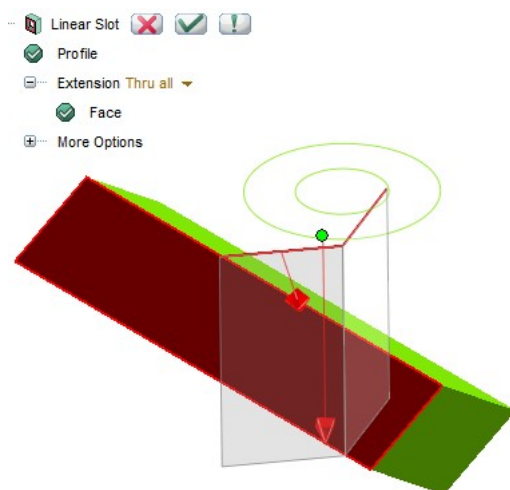 Linear Slot
Profile
Extension Thru all
Face
More Options